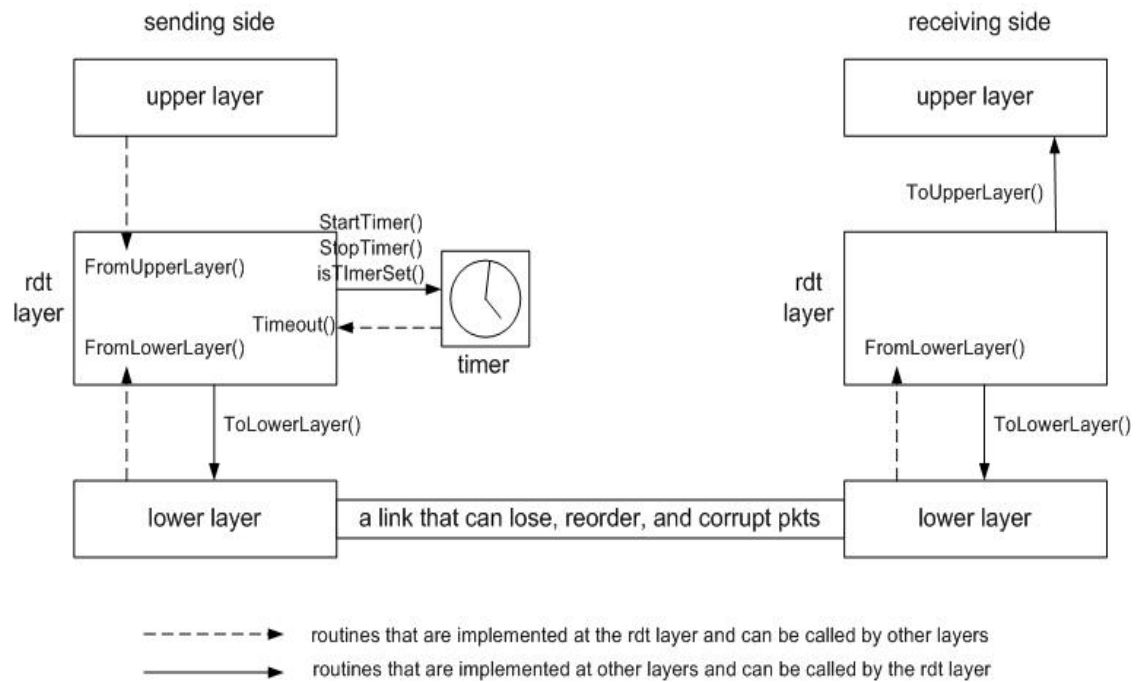 sending side
receiving side
upper layer
upper layer
ToUpperLayer()
StartTimer()
StopTimer()
isTImerSet()
FromUpperLayer()
rdt
layer
Timeout()
FromLowerLayer()
timer
rdt
layer
FromLowerLayer()
ToLowerLayer()
ToLowerLayer()
lower layer
a link that can lose, reorder, and corrupt pkts
lower layer
routines that are implemented at the rdt layer and can be called by other layers
routines that are implemented at other layers and can be called by the rdt layer